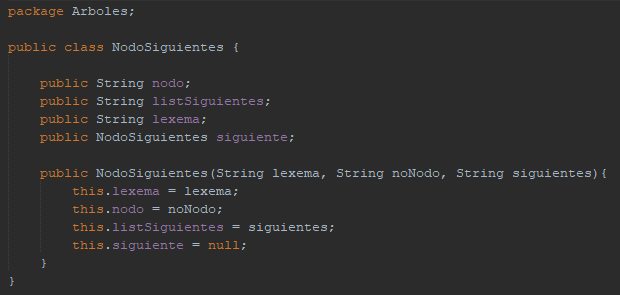 package Arboles;
public class NodoSiguientes {
public String nodo;
public String listSiguientes;
public String lexema;
public NodoSiguientes siguiente;
public NodoSiguientes(String lexema, String noNodo, String siguientes){
this.lexema = lexema;
this.nodo = noNodo;
this.listSiguientes = siguientes;
this.siguiente = null;
}
}